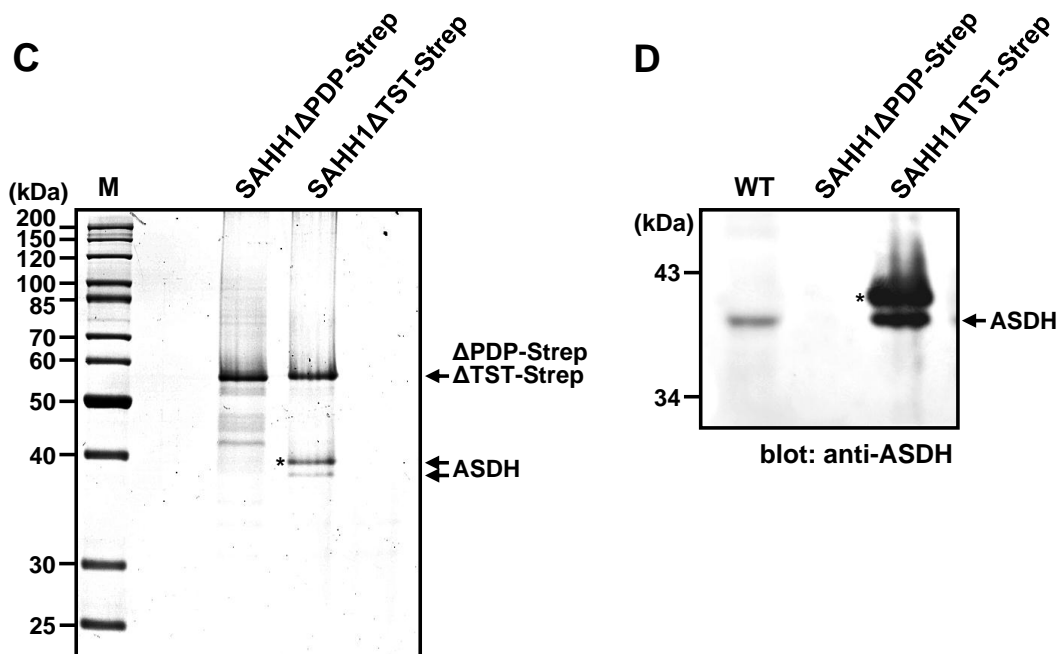 C
SAHH1ΔPDP-Strep
SAHH1ΔTST-Strep
(kDa)
M
200
150
120
100
85
70
60
50
40
30
25
ΔPDP-Strep
ΔTST-Strep
*
ASDH
D
WT
SAHH1ΔPDP-Strep
SAHH1ΔTST-Strep
(kDa)
43
34
*
ASDH
blot: anti-ASDH